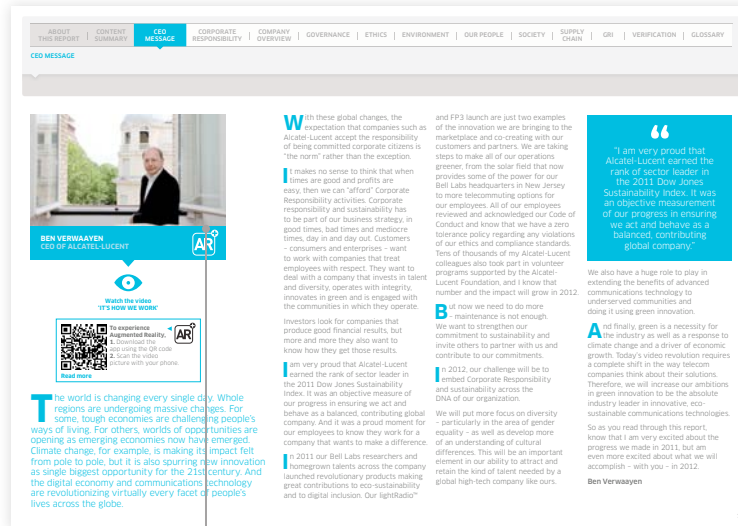 ABOUT
THIS REPORT
CONTENT
SUMMARY
CEO
MESSAGE
CORPORATE
RESPONSIBILITY
COMPANY
OVERVIEW
GOVERNANCE
ETHICS
ENVIRONMENT
OUR PEOPLE
SOCIETY
SUPPLY
CHAIN
GRI
VERIFICATION
GLOSSARY
CEO MESSAGE
BEN VERWAAYEN
CEO OF ALCATEL-LUCENT
AR+
Watch the video
'IT'S HOW WE WORK'
To experience
Augmented Reality,
1. Download the
app using the QR code
2. Scan the video
picture with your phone.
AR+
Read more
The world is changing every single day. Whole
regions are undergoing massive changes. For
some, tough economies are challenging people's
ways of living. For others, worlds of opportunities are
opening as emerging economies now have emerged.
Climate change, for example, is making its impact felt
from pole to pole, but it is also spurring new innovation
as single biggest opportunity for the 21st century. And
the digital economy and communications technology
are revolutionizing virtually every facet of people's
lives across the globe.
With these global changes, the
expectation that companies such as
Alcatel-Lucent accept the responsibility
of being committed corporate citizens is
"the norm" rather than the exception.
It makes no sense to think that when
times are good and profits are
easy, then we can "afford" Corporate
Responsibility activities. Corporate
responsibility and sustainability has
to be part of our business strategy, in
good times, bad times and mediocre
times, day in and day out. Customers
– consumers and enterprises – want
to work with companies that treat
employees with respect. They want to
deal with a company that invests in talent
and diversity, operates with integrity,
innovates in green and is engaged with
the communities in which they operate.
Investors look for companies that
produce good financial results, but
more and more they also want to
know how they get those results.
I am very proud that Alcatel-Lucent
earned the rank of sector leader in
the 2011 Dow Jones Sustainability
Index. It was an objective measure of
our progress in ensuring we act and
behave as a balanced, contributing global
company. And it was a proud moment for
our employees to know they work for a
company that wants to make a difference.
In 2011 our Bell Labs researchers and
homegrown talents across the company
launched revolutionary products making
great contributions to eco-sustainability
and to digital inclusion. Our lightRadio™
and FP3 launch are just two examples
of the innovation we are bringing to the
marketplace and co-creating with our
customers and partners. We are taking
steps to make all of our operations
greener, from the solar field that now
provides some of the power for our
Bell Labs headquarters in New Jersey
to more telecommuting options for
our employees. All of our employees
reviewed and acknowledged our Code of
Conduct and know that we have a zero
tolerance policy regarding any violations
of our ethics and compliance standards.
Tens of thousands of my Alcatel-Lucent
colleagues also took part in volunteer
programs supported by the Alcatel-
Lucent Foundation, and I know that
number and the impact will grow in 2012.
But now we need to do more
– maintenance is not enough.
We want to strengthen our
commitment to sustainability and
invite others to partner with us and
contribute to our commitments.
In 2012, our challenge will be to
embed Corporate Responsibility
and sustainability across the
DNA of our organization.
We will put more focus on diversity
– particularly in the area of gender
equality – as well as develop more
of an understanding of cultural
differences. This will be an important
element in our ability to attract and
retain the kind of talent needed by a
global high-tech company like ours.
“
"I am very proud that
Alcatel-Lucent earned the
rank of sector leader in
the 2011 Dow Jones
Sustainability Index. It was
an objective measurement
of our progress in ensuring
we act and behave as a
balanced, contributing
global company."
We also have a huge role to play in
extending the benefits of advanced
communications technology to
underserved communities and
doing it using green innovation.
And finally, green is a necessity for
the industry as well as a response to
climate change and a driver of economic
growth. Today's video revolution requires
a complete shift in the way telecom
companies think about their solutions.
Therefore, we will increase our ambitions
in green innovation to be the absolute
industry leader in innovative, eco-
sustainable communications technologies.
So as you read through this report,
know that I am very excited about the
progress we made in 2011, but am
even more excited about what we will
accomplish – with you – in 2012.
Ben Verwaayen